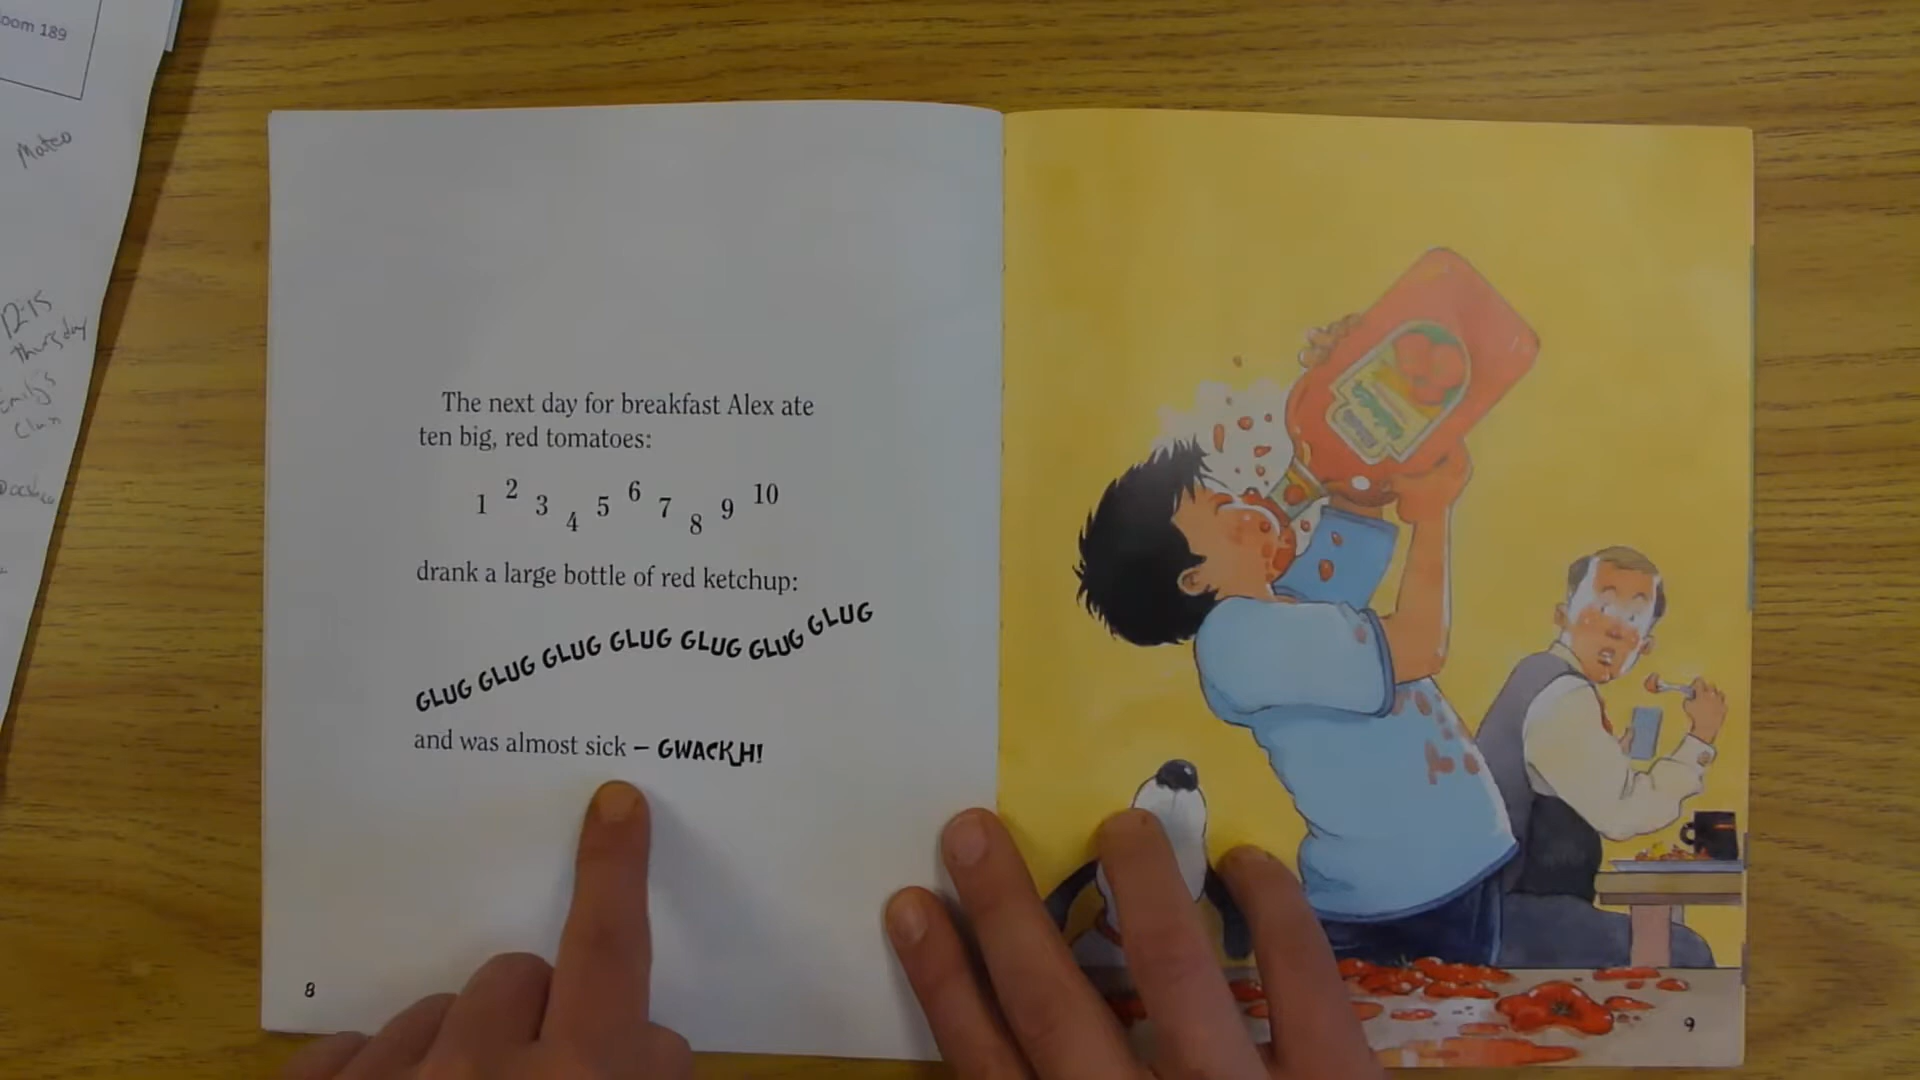 oom 189
Mateo
12:15
Thursday
Emily's
Class
The next day for breakfast Alex ate
ten big, red tomatoes:
1 2 3 4 5 6 7 8 9 10
drank a large bottle of red ketchup:
GLUG GLUG GLUG GLUG GLUG GLUG GLUG
and was almost sick – GWACKH!
8
9